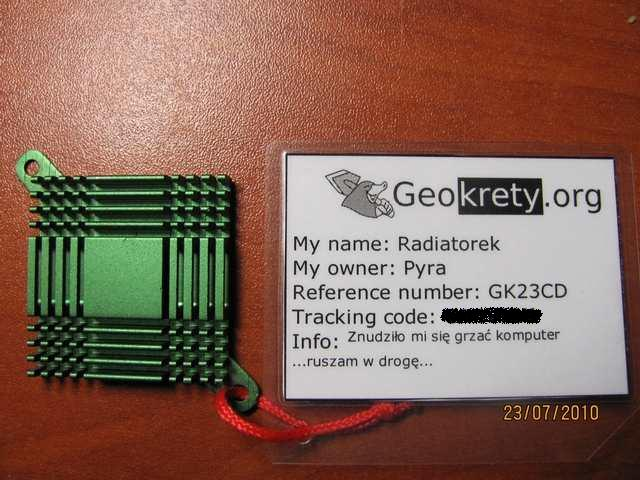 Geokrety.org
My name: Radiatorek
My owner: Pyra
Reference number: GK23CD
Tracking code:
Info: Znudziło mi się grzać komputer
...ruszam w drogę...
23/07/2010